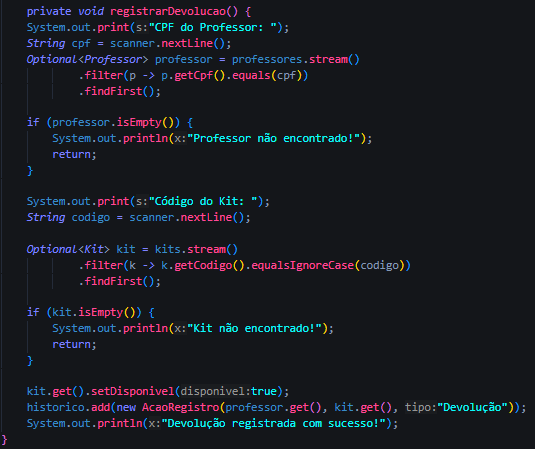 private void registrarDevolucao() {
System.out.print(s:"CPF do Professor: ");
String cpf = scanner.nextLine();
Optional<Professor> professor = professores.stream()
.filter(p -> p.getCpf().equals(cpf))
.findFirst();
if (professor.isEmpty()) {
System.out.println(x:"Professor não encontrado!");
return;
}
System.out.print(s:"Código do Kit: ");
String codigo = scanner.nextLine();
Optional<Kit> kit = kits.stream()
.filter(k -> k.getCodigo().equalsIgnoreCase(codigo))
.findFirst();
if (kit.isEmpty()) {
System.out.println(x:"Kit não encontrado!");
return;
}
kit.get().setDisponivel(disponivel:true);
historico.add(new AcaoRegistro(professor.get(), kit.get(), tipo:"Devolução"));
System.out.println(x:"Devolução registrada com sucesso!");
}